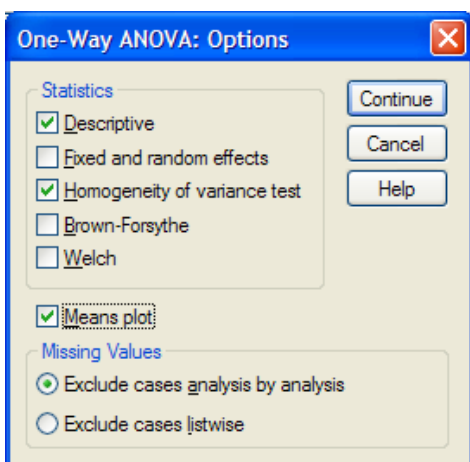 One-Way ANOVA: Options
Statistics
Descriptive
Fixed and random effects
Homogeneity of variance test
Brown-Forsythe
Welch
Continue
Cancel
Help
Means plot
Missing Values
Exclude cases analysis by analysis
Exclude cases listwise